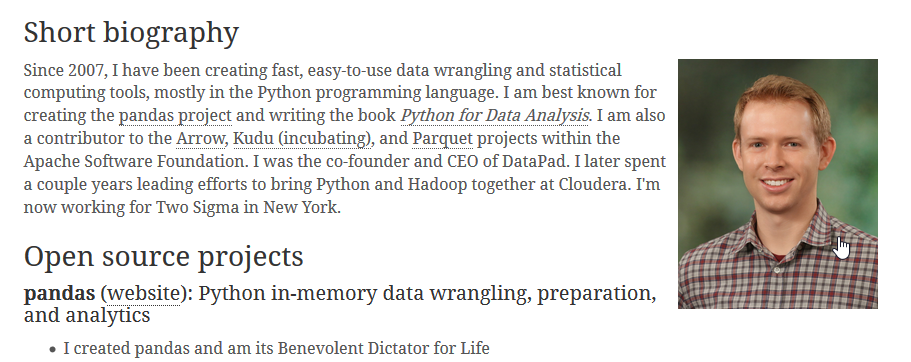 Short biography
Since 2007, I have been creating fast, easy-to-use data wrangling and statistical
computing tools, mostly in the Python programming language. I am best known for
creating the pandas project and writing the book Python for Data Analysis. I am also
a contributor to the Arrow, Kudu (incubating), and Parquet projects within the
Apache Software Foundation. I was the co-founder and CEO of DataPad. I later spent
a couple years leading efforts to bring Python and Hadoop together at Cloudera. I'm
now working for Two Sigma in New York.
Open source projects
pandas (website): Python in-memory data wrangling, preparation,
and analytics
• I created pandas and am its Benevolent Dictator for Life